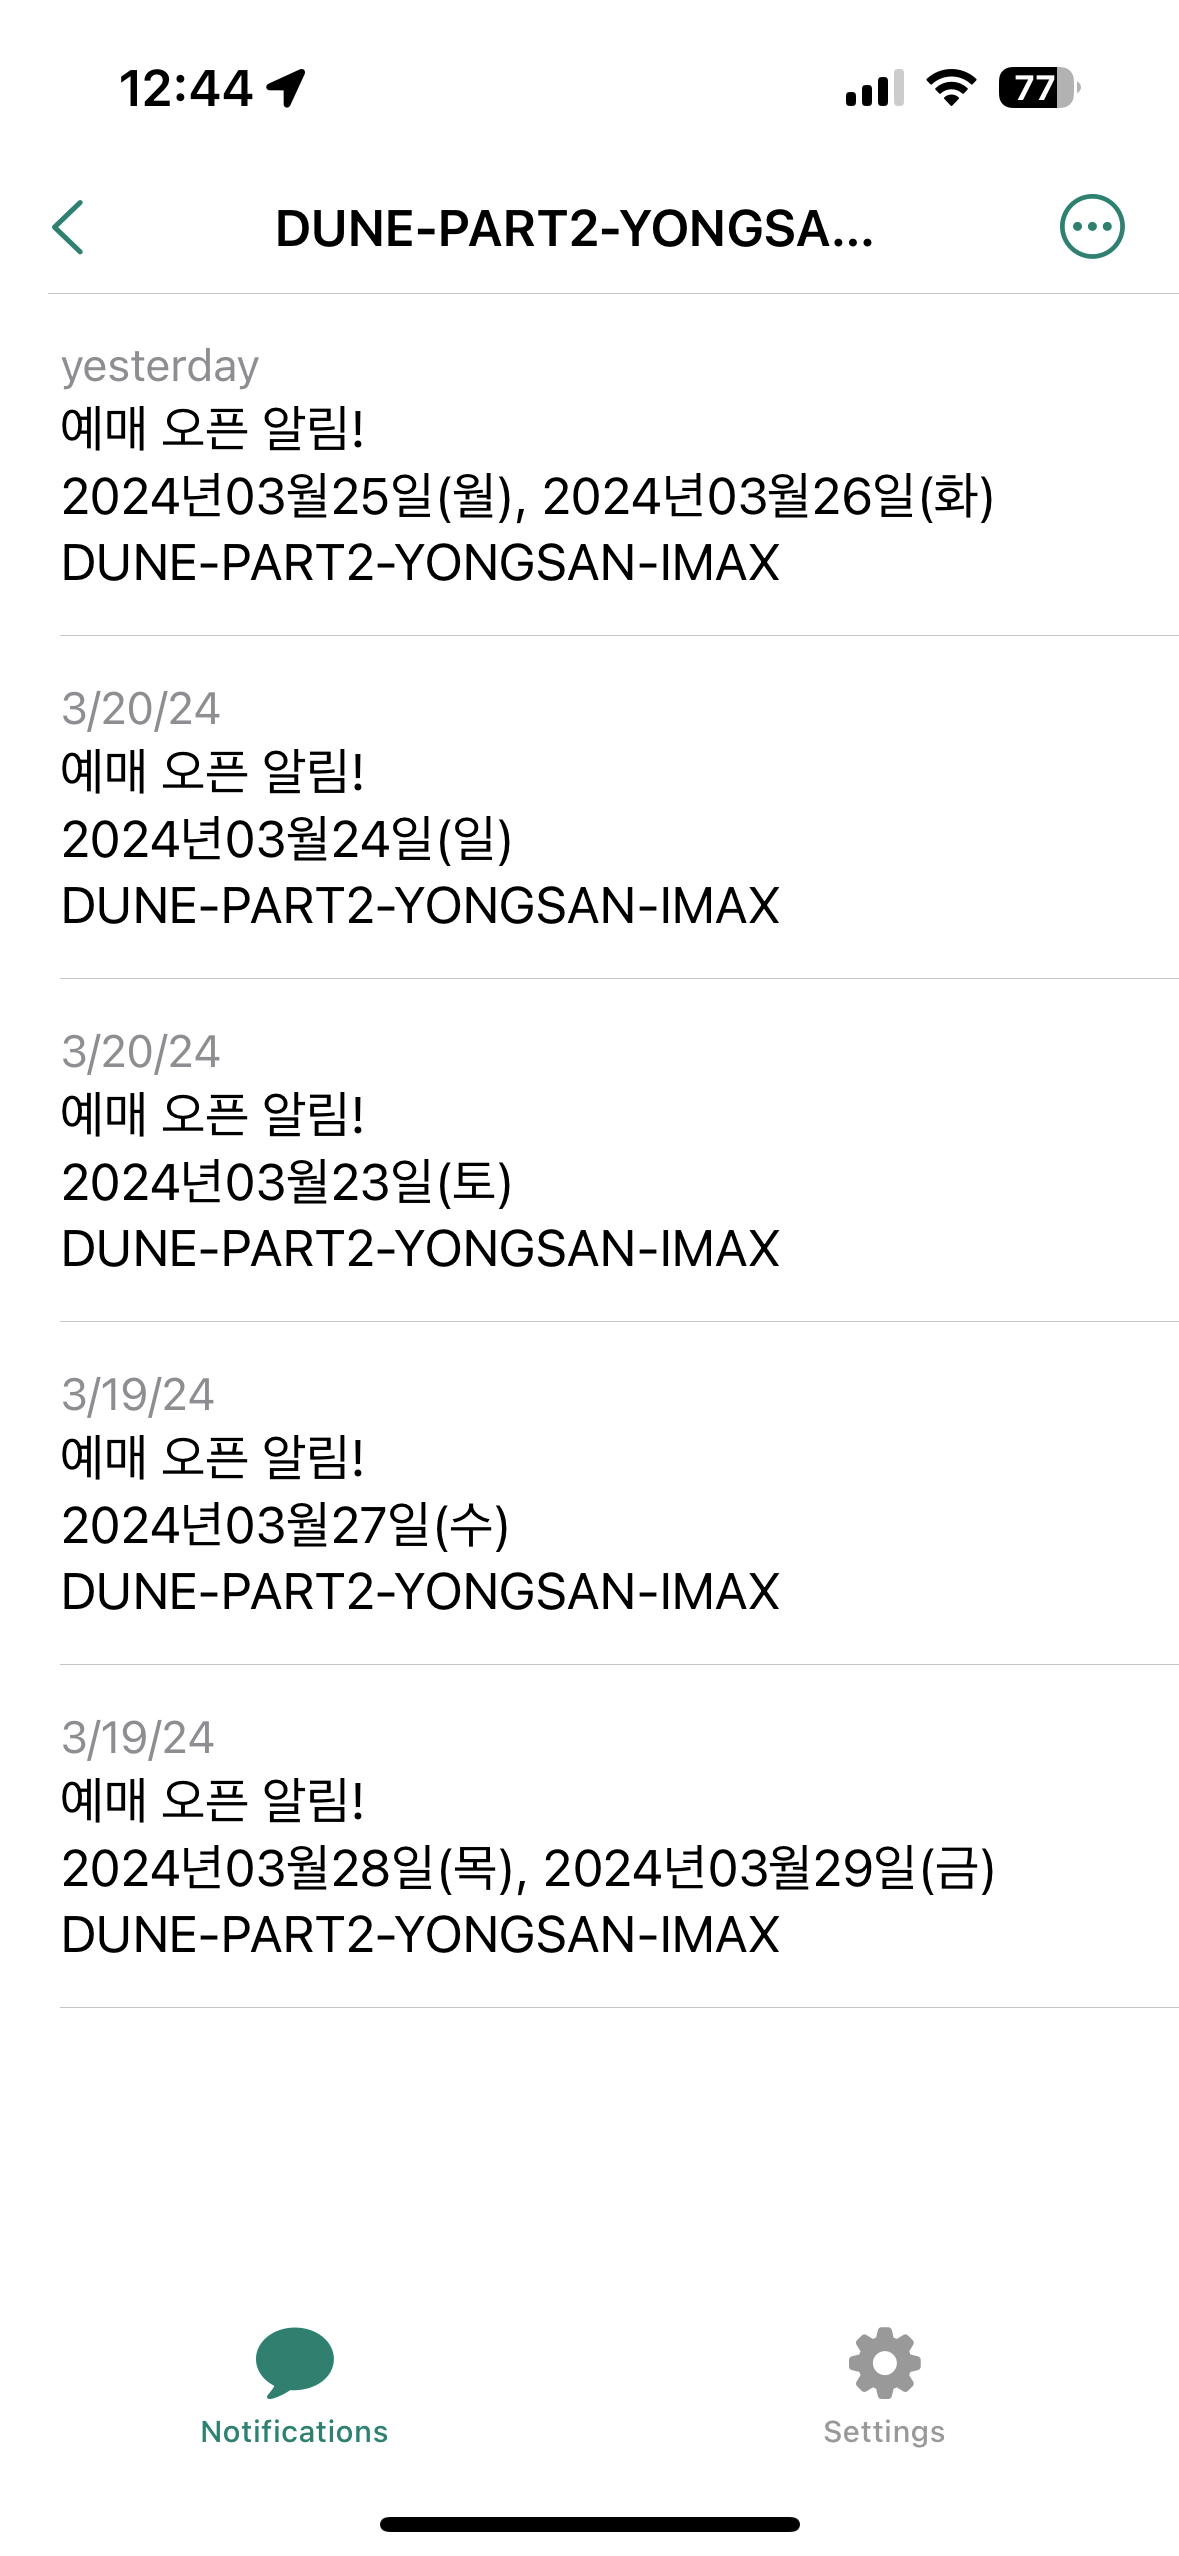 12:44
77
DUNE-PART2-YONGSA...
yesterday
예매 오픈 알림!
2024년03월25일(월), 2024년03월26일(화)
DUNE-PART2-YONGSAN-IMAX
3/20/24
예매 오픈 알림!
2024년03월24일(일)
DUNE-PART2-YONGSAN-IMAX
3/20/24
예매 오픈 알림!
2024년03월23일(토)
DUNE-PART2-YONGSAN-IMAX
3/19/24
예매 오픈 알림!
2024년03월27일(수)
DUNE-PART2-YONGSAN-IMAX
3/19/24
예매 오픈 알림!
2024년03월28일(목), 2024년03월29일(금)
DUNE-PART2-YONGSAN-IMAX
Notifications
Settings